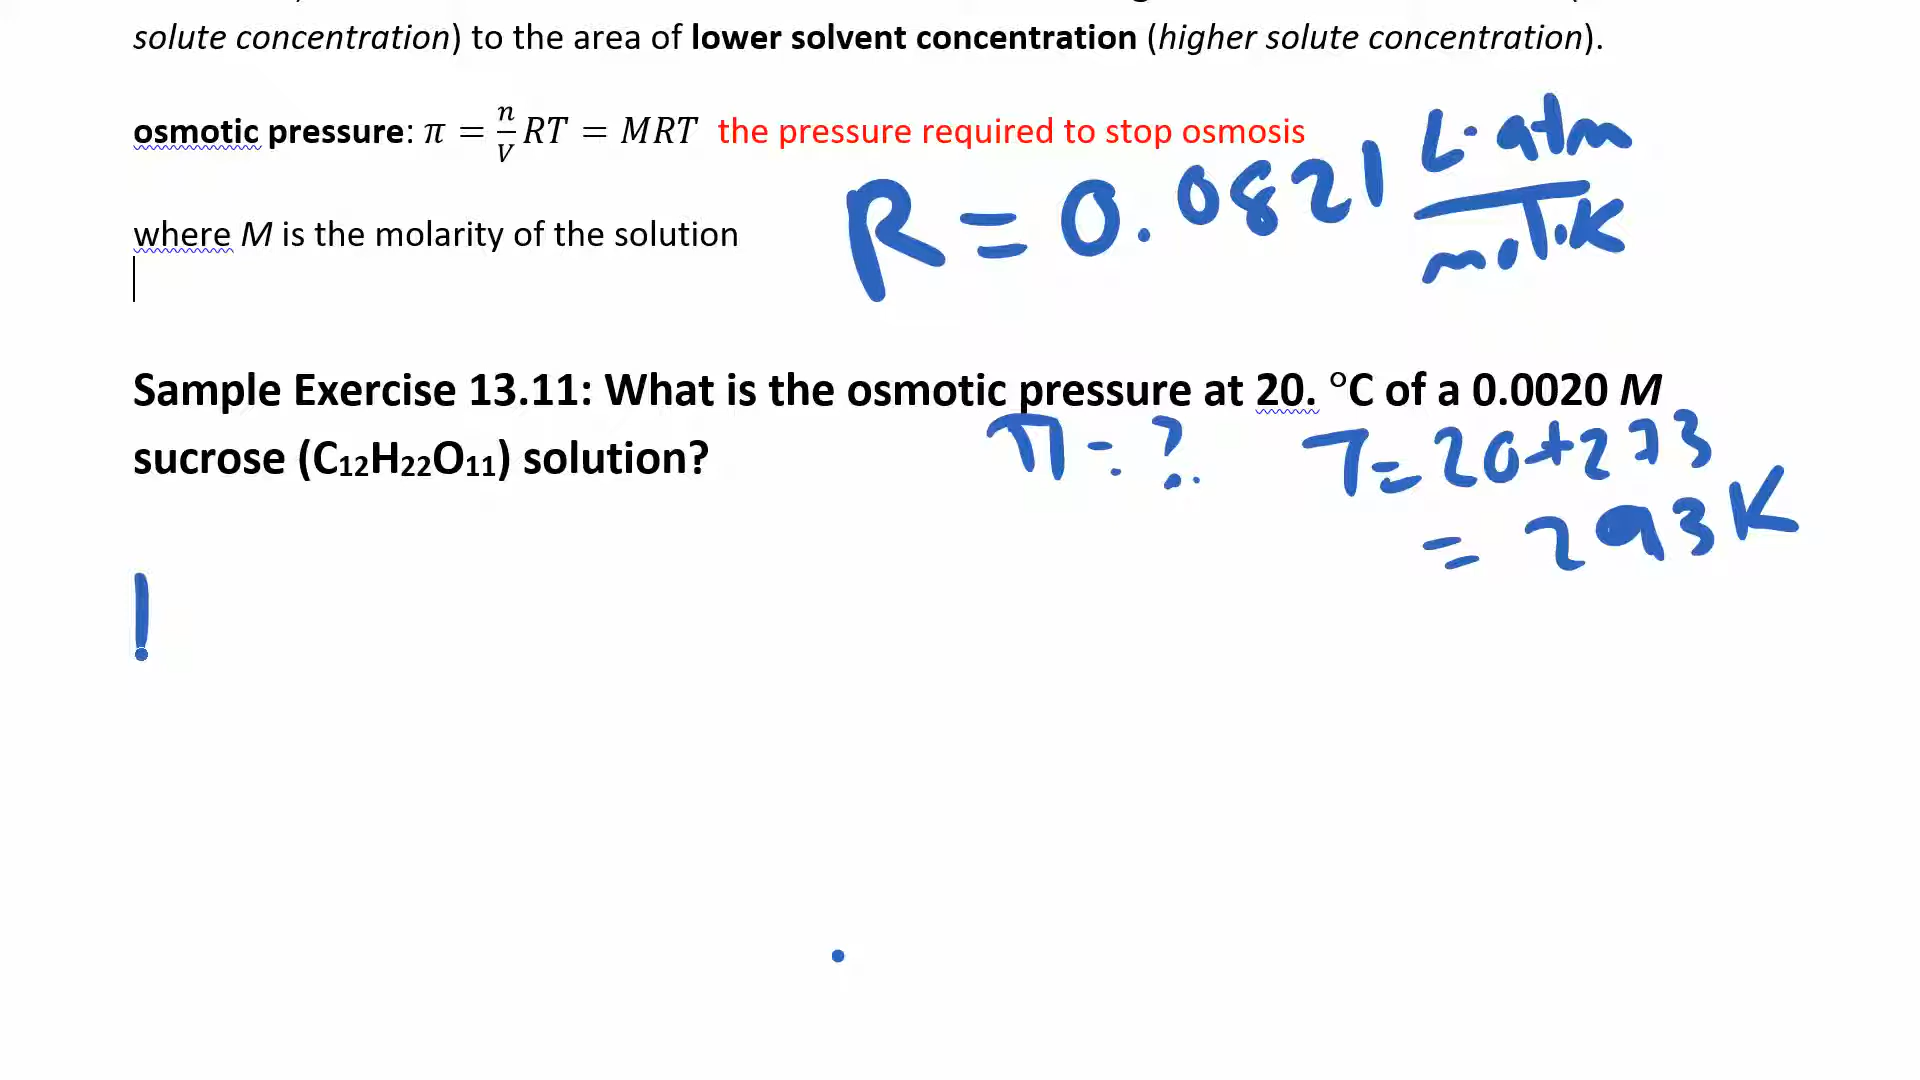 solute concentration) to the area of lower solvent concentration (higher solute concentration).
osmotic pressure: π = n/V RT = MRT the pressure required to stop osmosis
R = 0.0821 L·atm/mol·K
where M is the molarity of the solution
Sample Exercise 13.11: What is the osmotic pressure at 20. °C of a 0.0020 M
sucrose (C₁₂H₂₂O₁₁) solution?
π = ? T = 20+273
= 293K